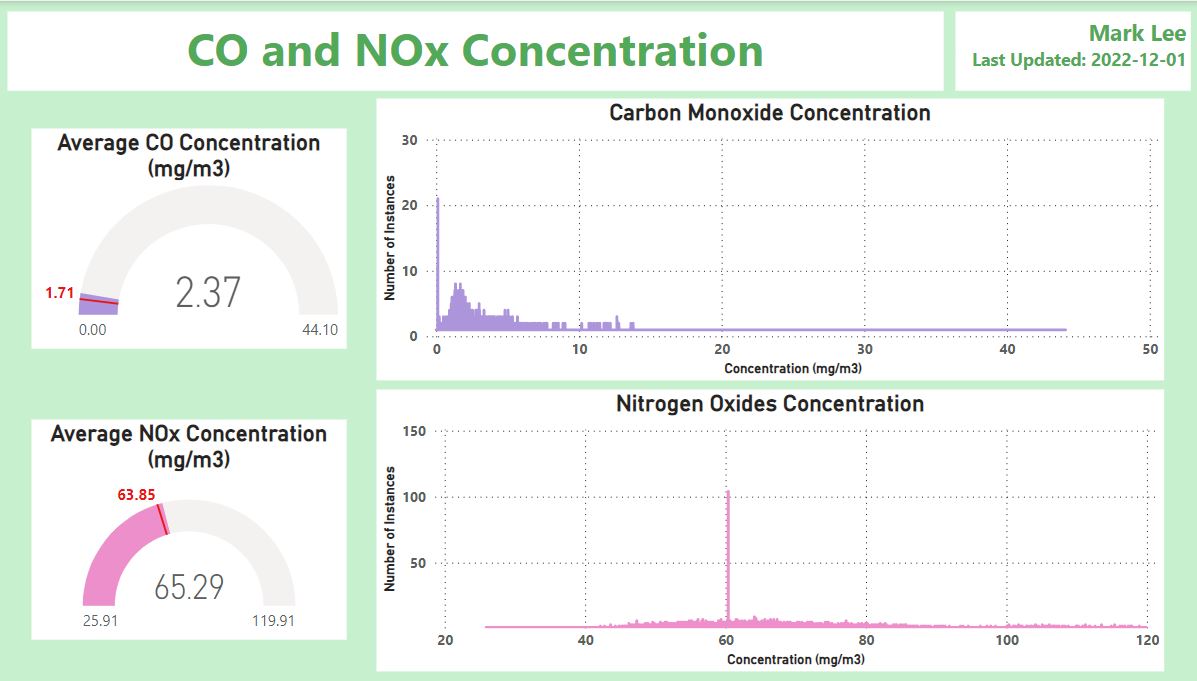 CO and NOx Concentration
Mark Lee
Last Updated: 2022-12-01
Average CO Concentration
(mg/m3)
1.71
2.37
0.00
44.10
Carbon Monoxide Concentration
Number of Instances
30
20
10
0
0
10
20
30
40
50
Concentration (mg/m3)
Average NOx Concentration
(mg/m3)
63.85
65.29
25.91
119.91
Nitrogen Oxides Concentration
Number of Instances
150
100
50
20
40
60
80
100
120
Concentration (mg/m3)